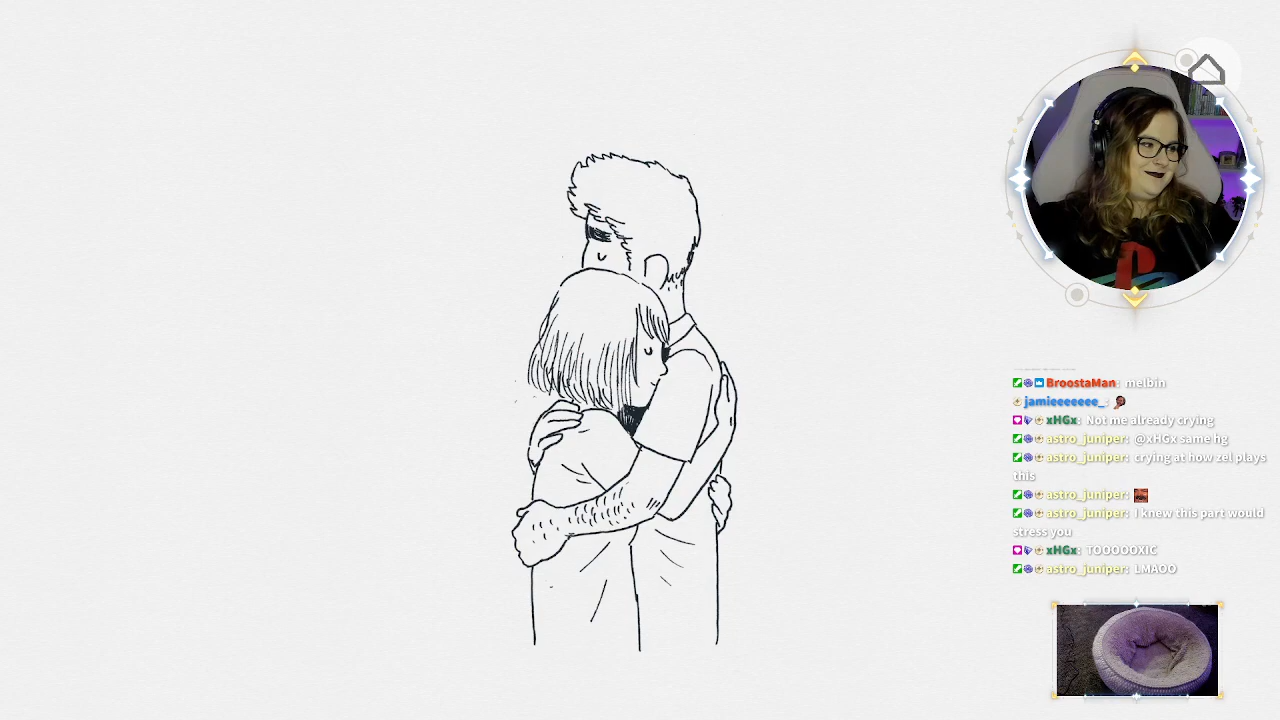 BroostaMan: melbin
jamieeeeeee_:
xHGx: Not me already crying
astro_juniper: @xHGx same hg
astro_juniper: crying at how zel plays
this
astro_juniper:
astro_juniper: I knew this part would
stress you
xHGx: TOOOOOXIC
astro_juniper: LMAOO